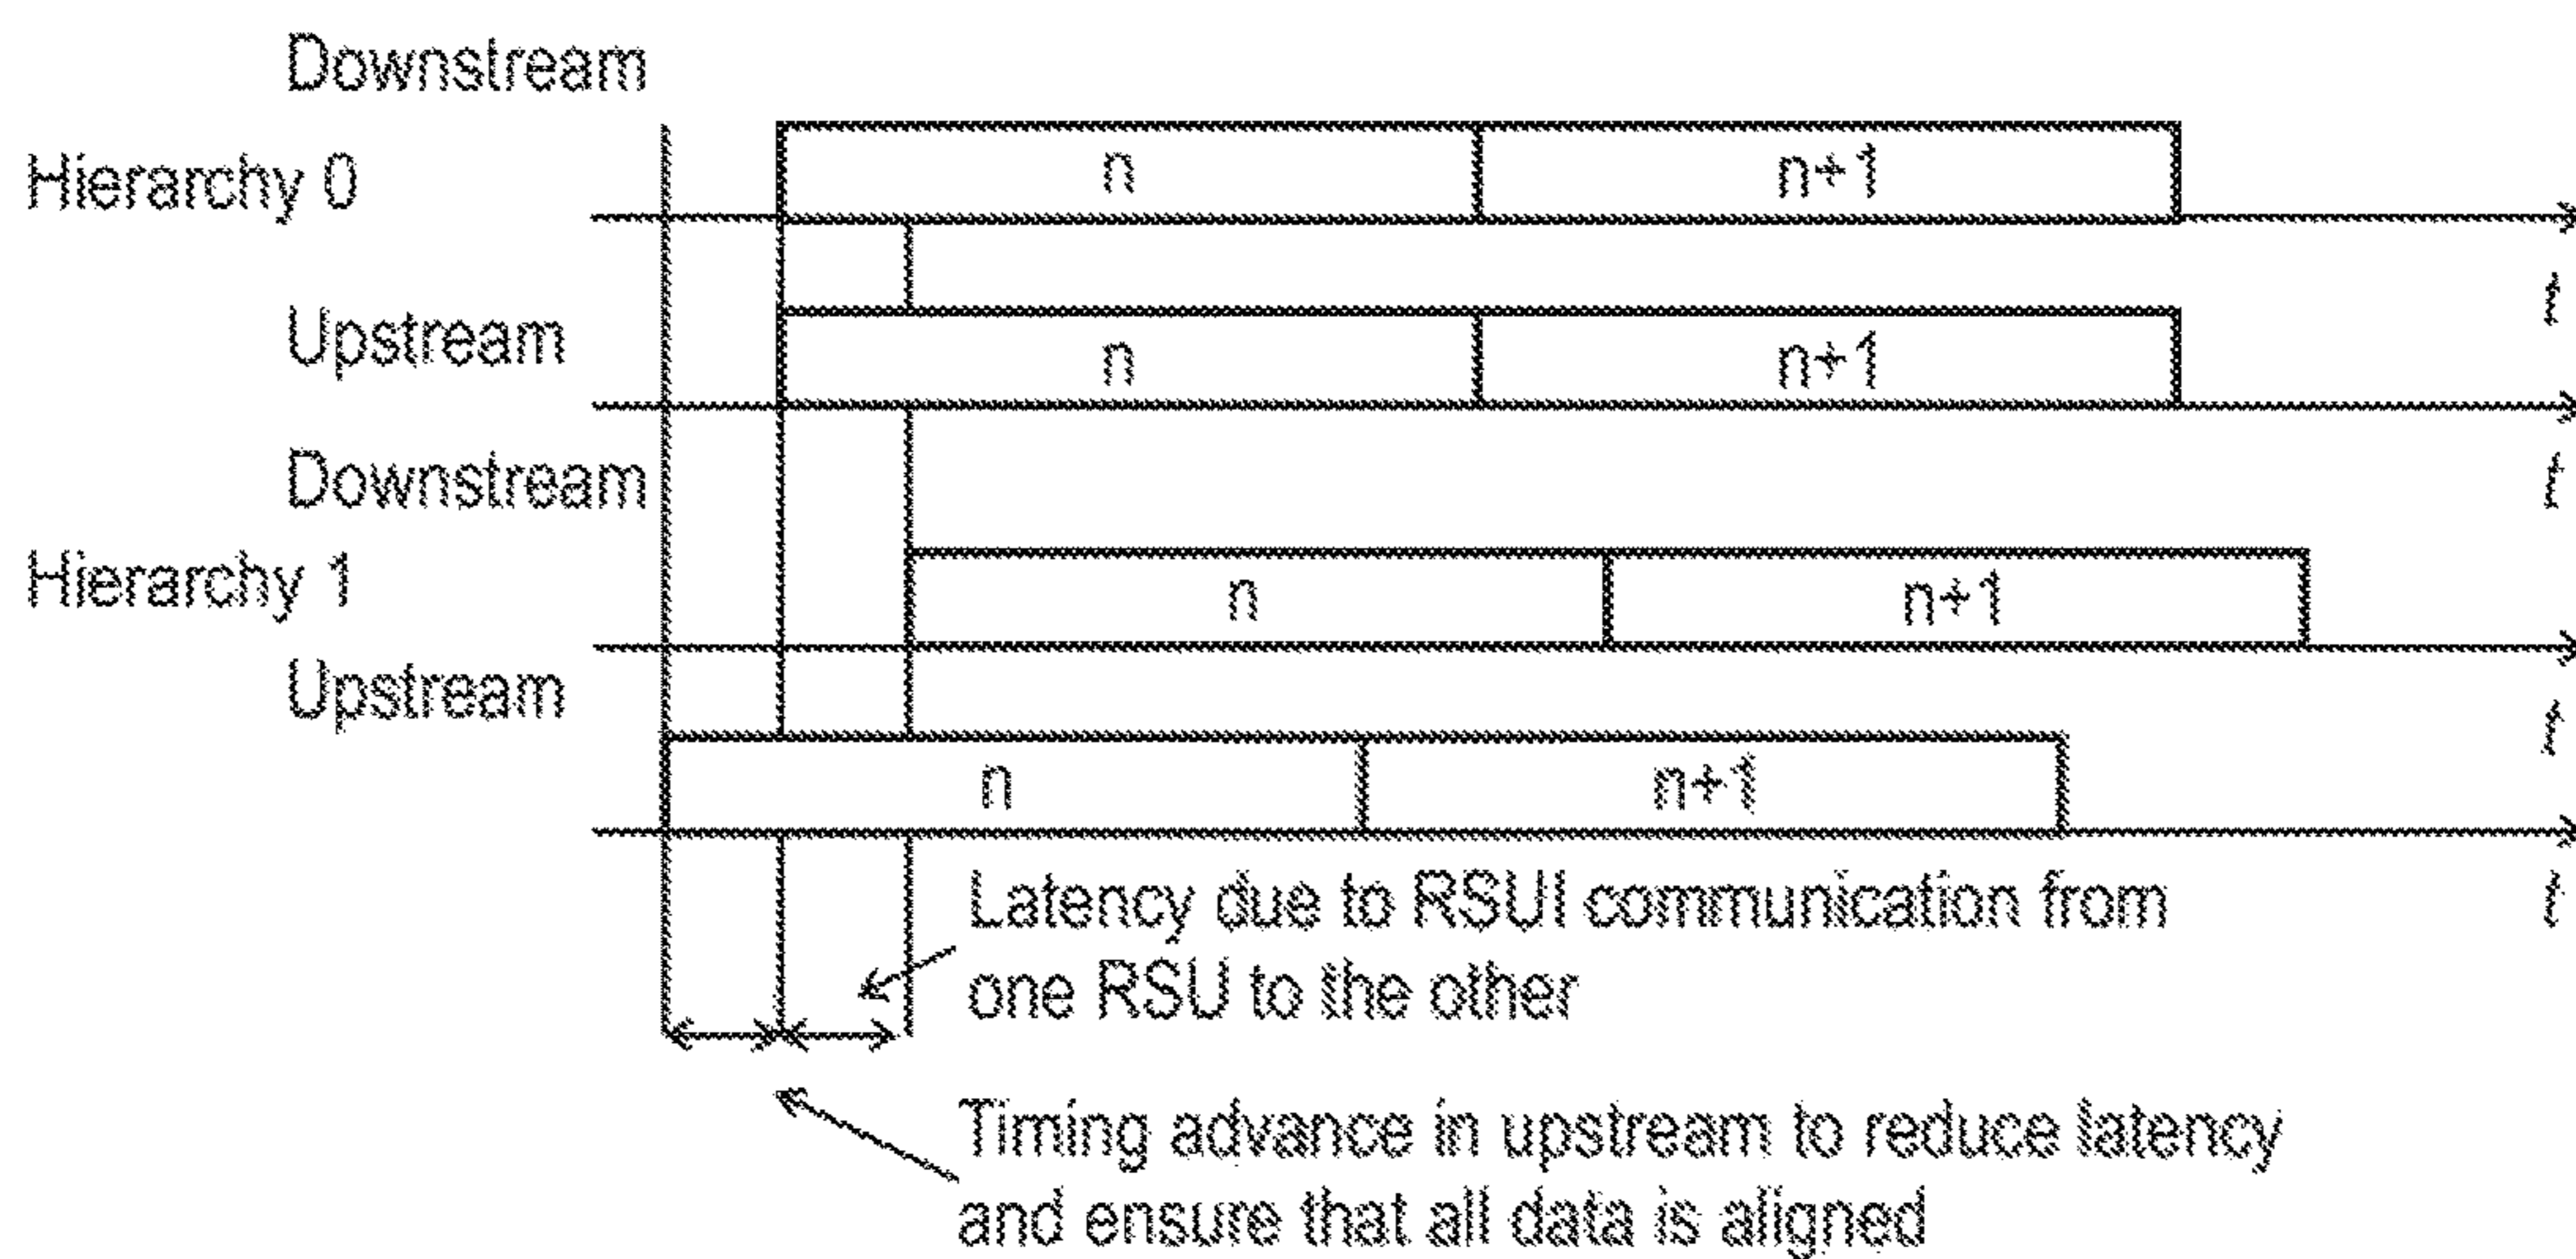 Downstream
Hierarchy 0
n n+1
t
Upstream
n n+1
t
Downstream
Hierarchy 1
n n+1
t
Upstream
n n+1
t
Latency due to RSUI communication from
one RSU to the other
Timing advance in upstream to reduce latency
and ensure that all data is aligned